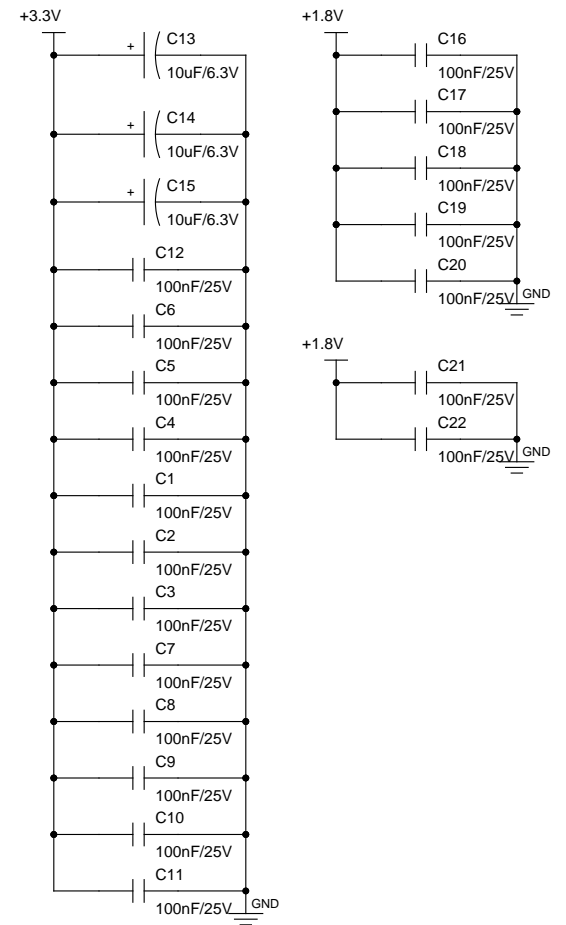 +3.3V
+
C13
10uF/6.3V
+
C14
10uF/6.3V
+
C15
10uF/6.3V
C12
100nF/25V
C6
100nF/25V
C5
100nF/25V
C4
100nF/25V
C1
100nF/25V
C2
100nF/25V
C3
100nF/25V
C7
100nF/25V
C8
100nF/25V
C9
100nF/25V
C10
100nF/25V
C11
100nF/25V
GND
+1.8V
C16
100nF/25V
C17
100nF/25V
C18
100nF/25V
C19
100nF/25V
C20
100nF/25V
GND
+1.8V
C21
100nF/25V
C22
100nF/25V
GND